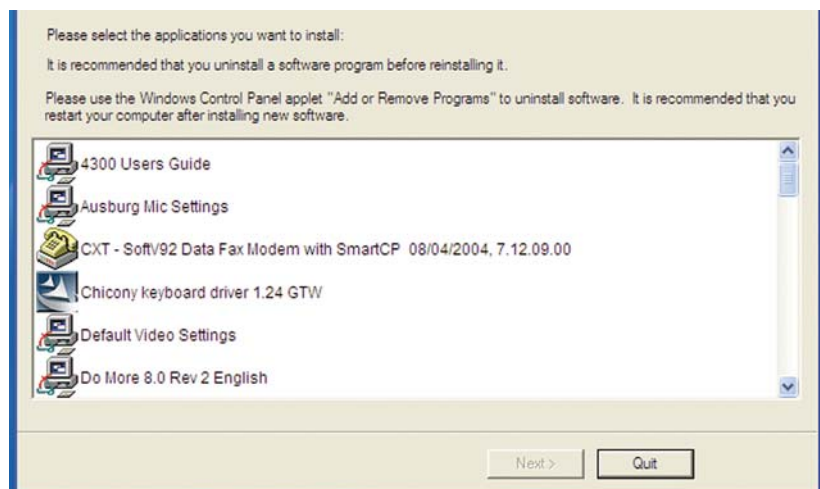 Please select the applications you want to install:
It is recommended that you uninstall a software program before reinstalling it.
Please use the Windows Control Panel applet "Add or Remove Programs" to uninstall software.  It is recommended that you
restart your computer after installing new software.
4300 Users Guide
Ausburg Mic Settings
CXT - SoftV92 Data Fax Modem with SmartCP  08/04/2004, 7.12.09.00
Chicony keyboard driver 1.24 GTW
Default Video Settings
Do More 8.0 Rev 2 English
Next >
Quit